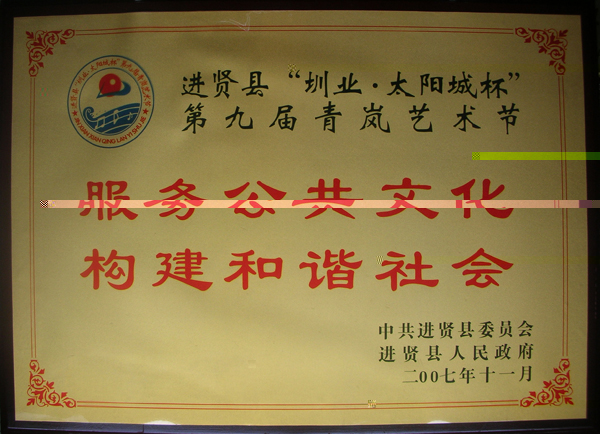 进贤县“圳业·太阳城杯”
第九届青岚艺术节
服务公共文化
构建和谐社会
中共进贤县委员会
进贤县人民政府
二00七年十一月